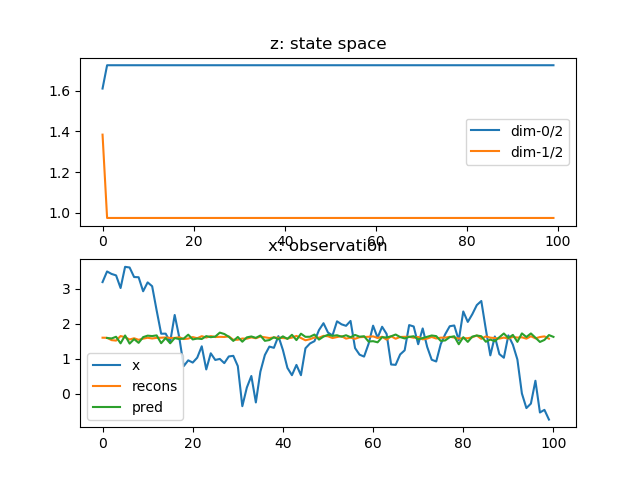 z: state space
1.6
1.4
1.2
1.0
dim-0/2
dim-1/2
0 20 40 60 80 100
x: observation
3
2
1
0
x
recons
pred
0 20 40 60 80 100